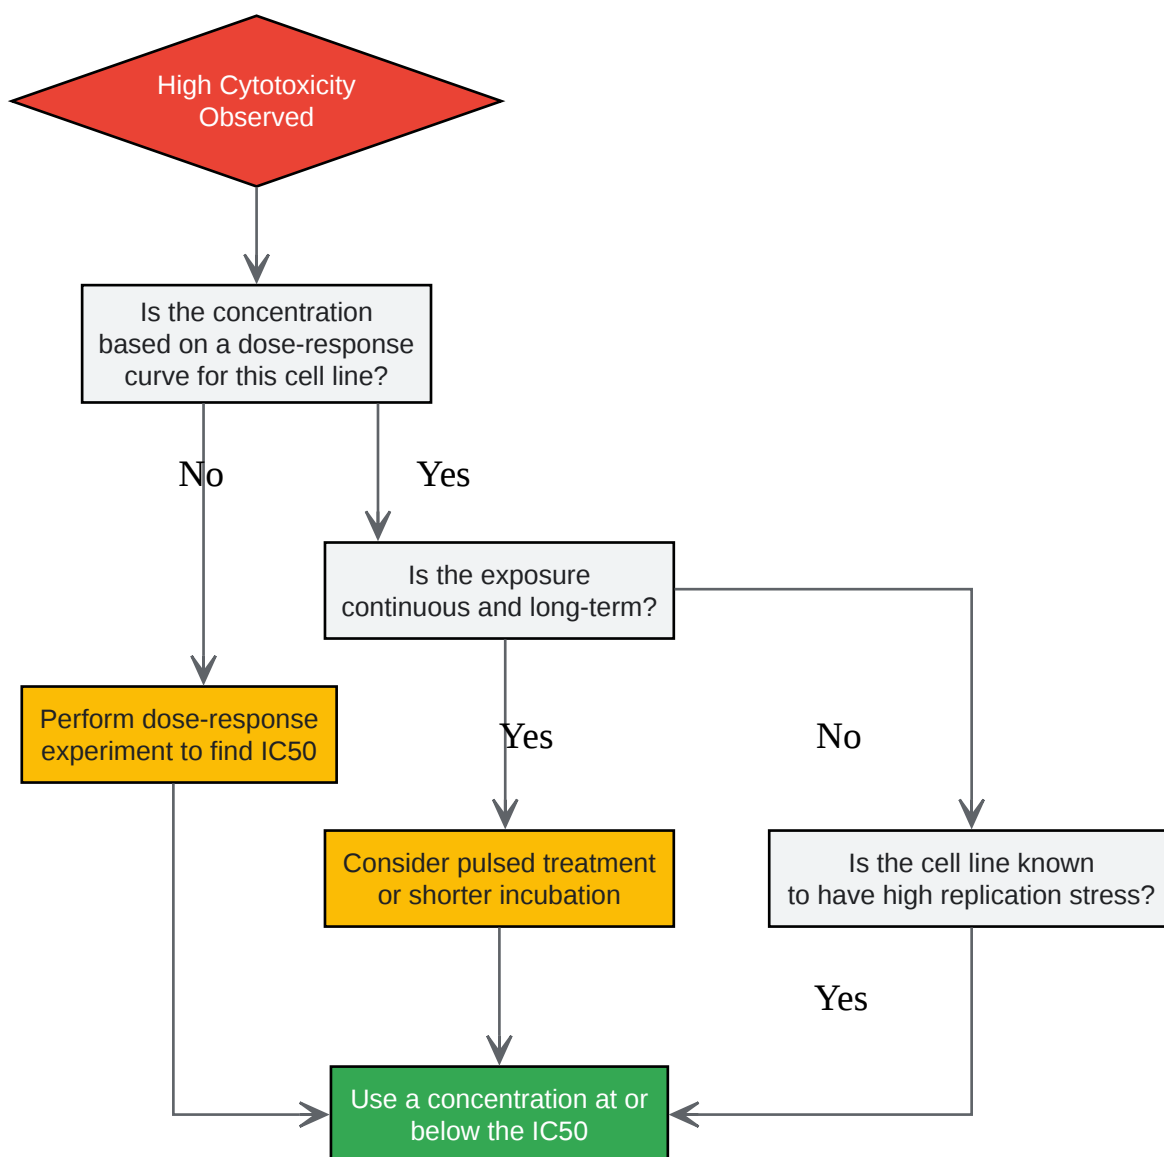 High Cytotoxicity
Observed
Is the concentration
based on a dose-response
curve for this cell line?
No
Yes
Is the exposure
continuous and long-term?
Perform dose-response
experiment to find IC50
Yes
No
Consider pulsed treatment
or shorter incubation
Is the cell line known
to have high replication stress?
Yes
Use a concentration at or
below the IC50